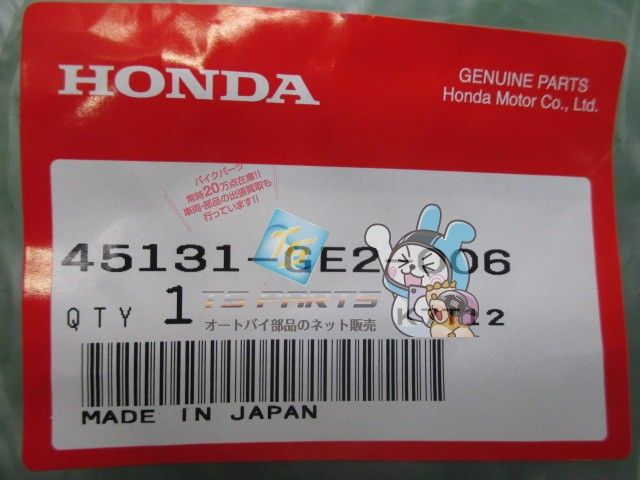 HONDA
GENUINE PARTS
Honda Motor Co., Ltd.
バイクパーツ
常時20万点在庫!!
車両・部品の出張買取も
行っています!!
TS
45131-GE2- 06
TS PARTS
QTY 1
オートバイ部品のネット販売
MADE IN JAPAN